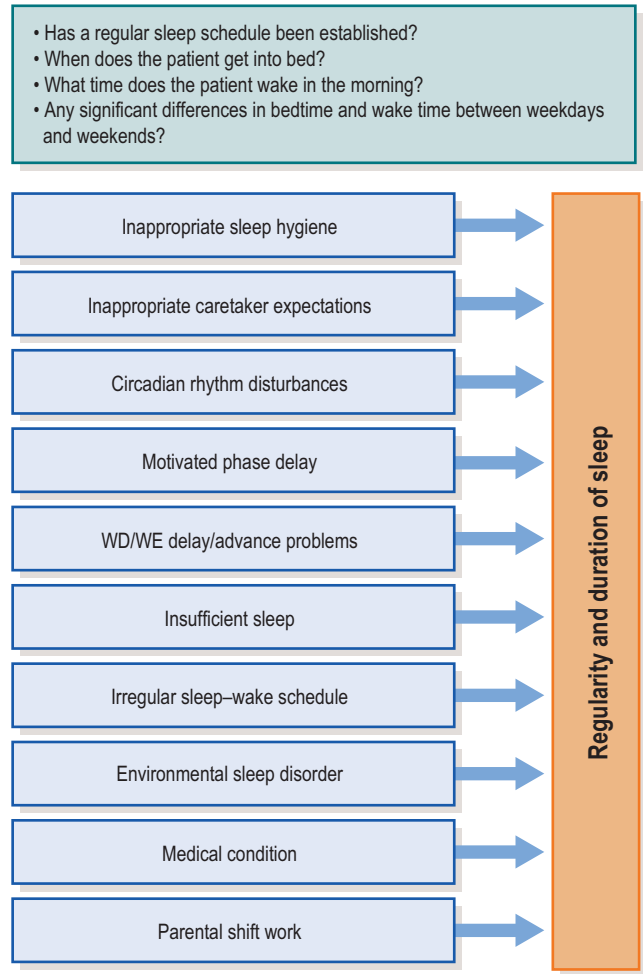 • Has a regular sleep schedule been established?
• When does the patient get into bed?
• What time does the patient wake in the morning?
• Any significant differences in bedtime and wake time between weekdays
and weekends?
Inappropriate sleep hygiene
Inappropriate caretaker expectations
Circadian rhythm disturbances
Motivated phase delay
WD/WE delay/advance problems
Insufficient sleep
Irregular sleep–wake schedule
Environmental sleep disorder
Medical condition
Parental shift work
Regularity and duration of sleep